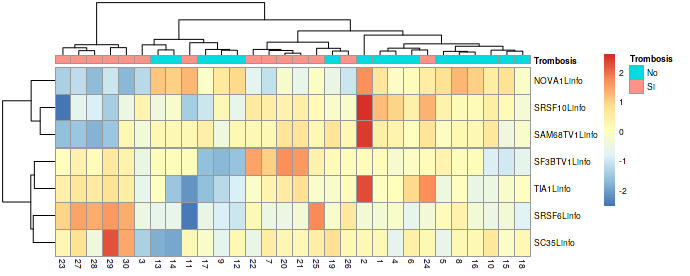 Trombosis
Trombosis
No
Si
NOVA1Linfo
SRSF10Linfo
SAM68TV1Linfo
SF3BTV1Linfo
TIA1Linfo
SRSF6Linfo
SC35Linfo
2
1
0
-1
-2
23 27 28 29 30 3 13 14 11 17 9 12 22 7 20 21 25 19 26 2 1 4 6 24 5 8 16 10 15 18